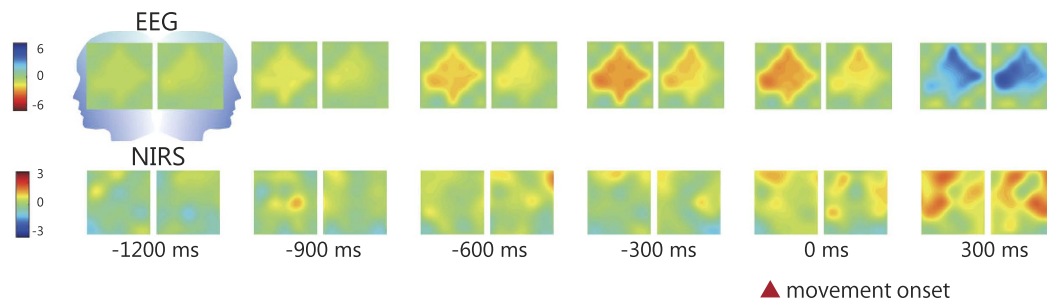 EEG
6
0
-6
NIRS
3
0
-3
-1200 ms
-900 ms
-600 ms
-300 ms
0 ms
300 ms
movement onset